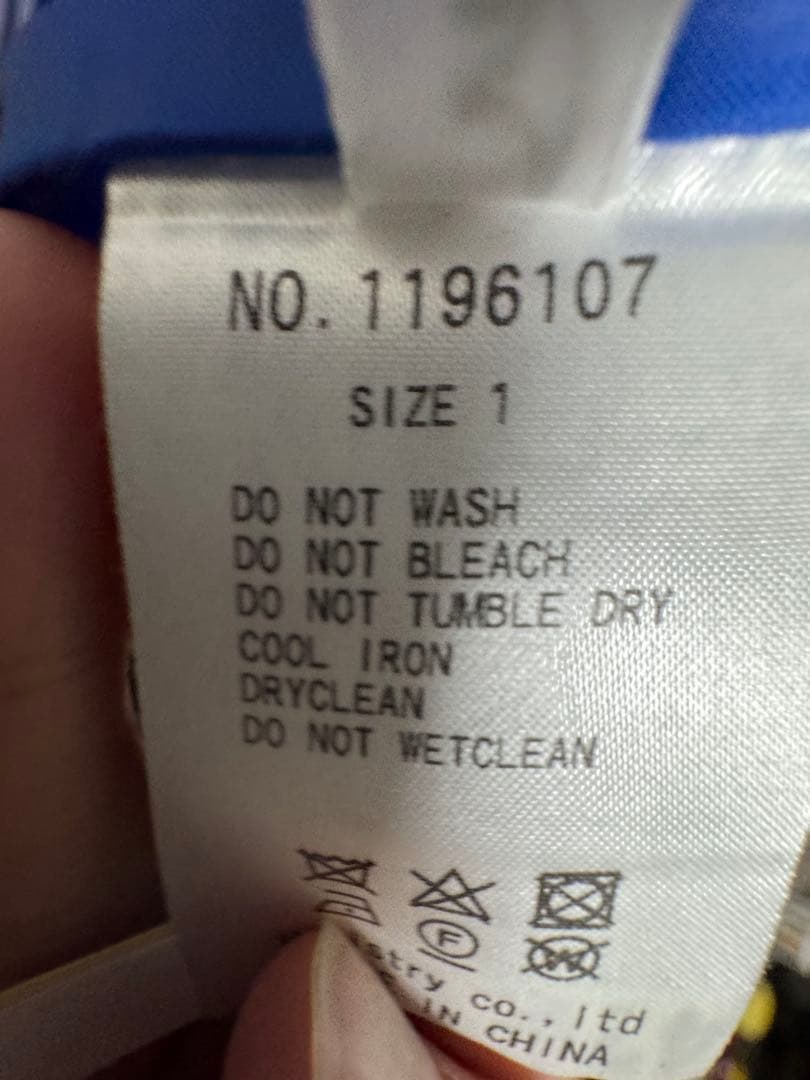 NO. 1196107
SIZE 1
DO NOT WASH
DO NOT BLEACH
DO NOT TUMBLE DRY
COOL IRON
DRYCLEAN
DO NOT WETCLEAN
F W
co., ltd
IN CHINA